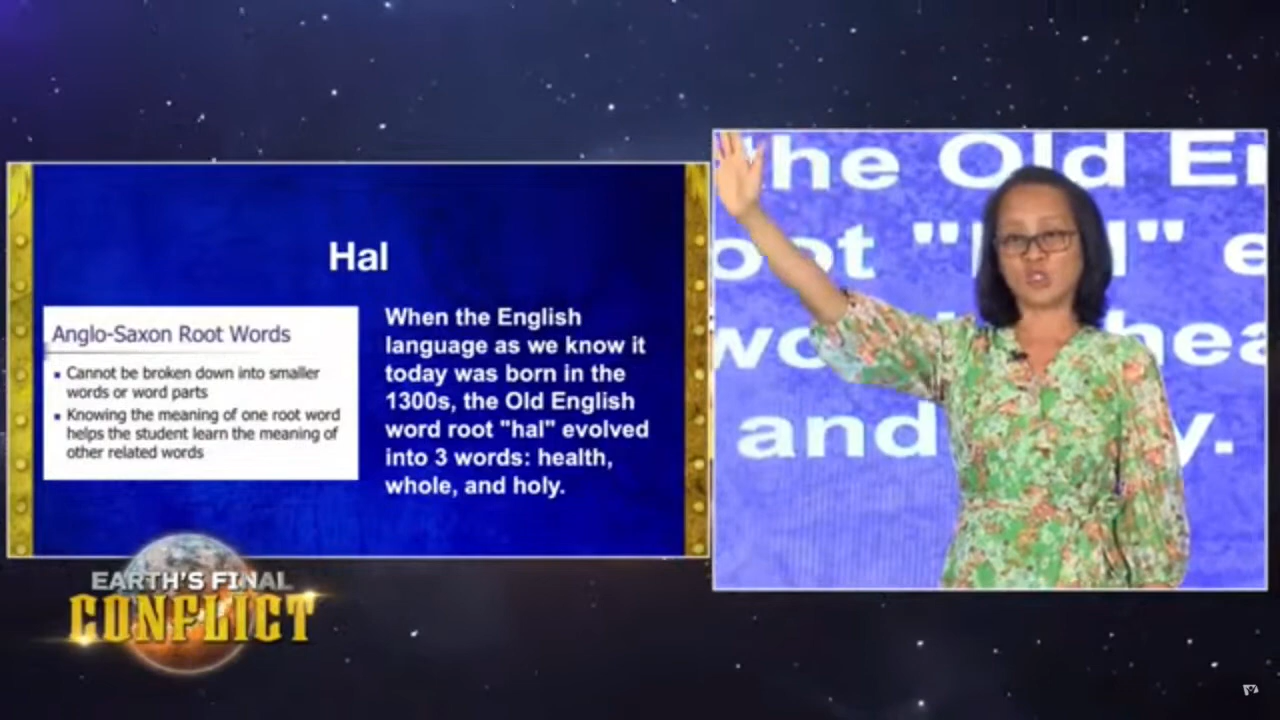 Hal
Anglo-Saxon Root Words
Cannot be broken down into smaller
words or word parts
Knowing the meaning of one root word
helps the student learn the meaning of
other related words
When the English
language as we know it
today was born in the
1300s, the Old English
word root "hal" evolved
into 3 words: health,
whole, and holy.
EARTH'S FINAL
CONFLICT
the Old En
oot "H l" e
wo hea
and y.